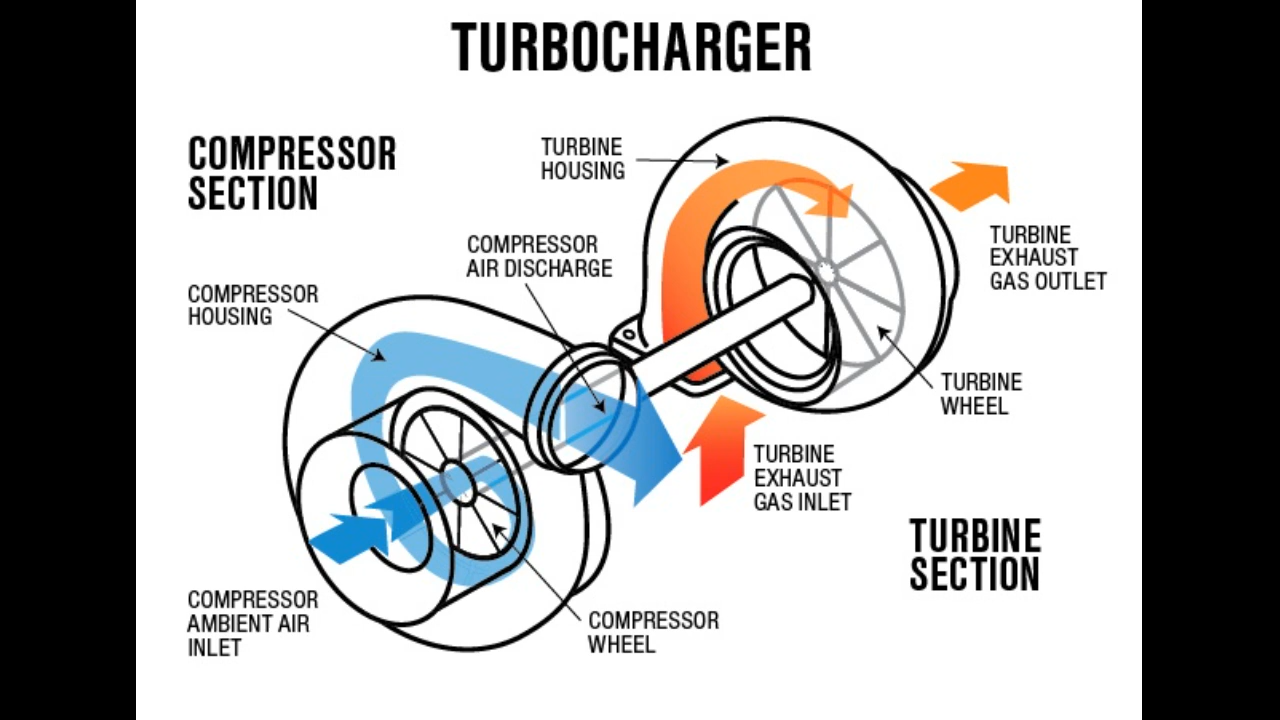 TURBOCHARGER
COMPRESSOR
SECTION
TURBINE
HOUSING
COMPRESSOR
AIR DISCHARGE
COMPRESSOR
HOUSING
TURBINE
EXHAUST
GAS OUTLET
TURBINE
WHEEL
TURBINE
EXHAUST
GAS INLET
TURBINE
SECTION
COMPRESSOR
AMBIENT AIR
INLET
COMPRESSOR
WHEEL